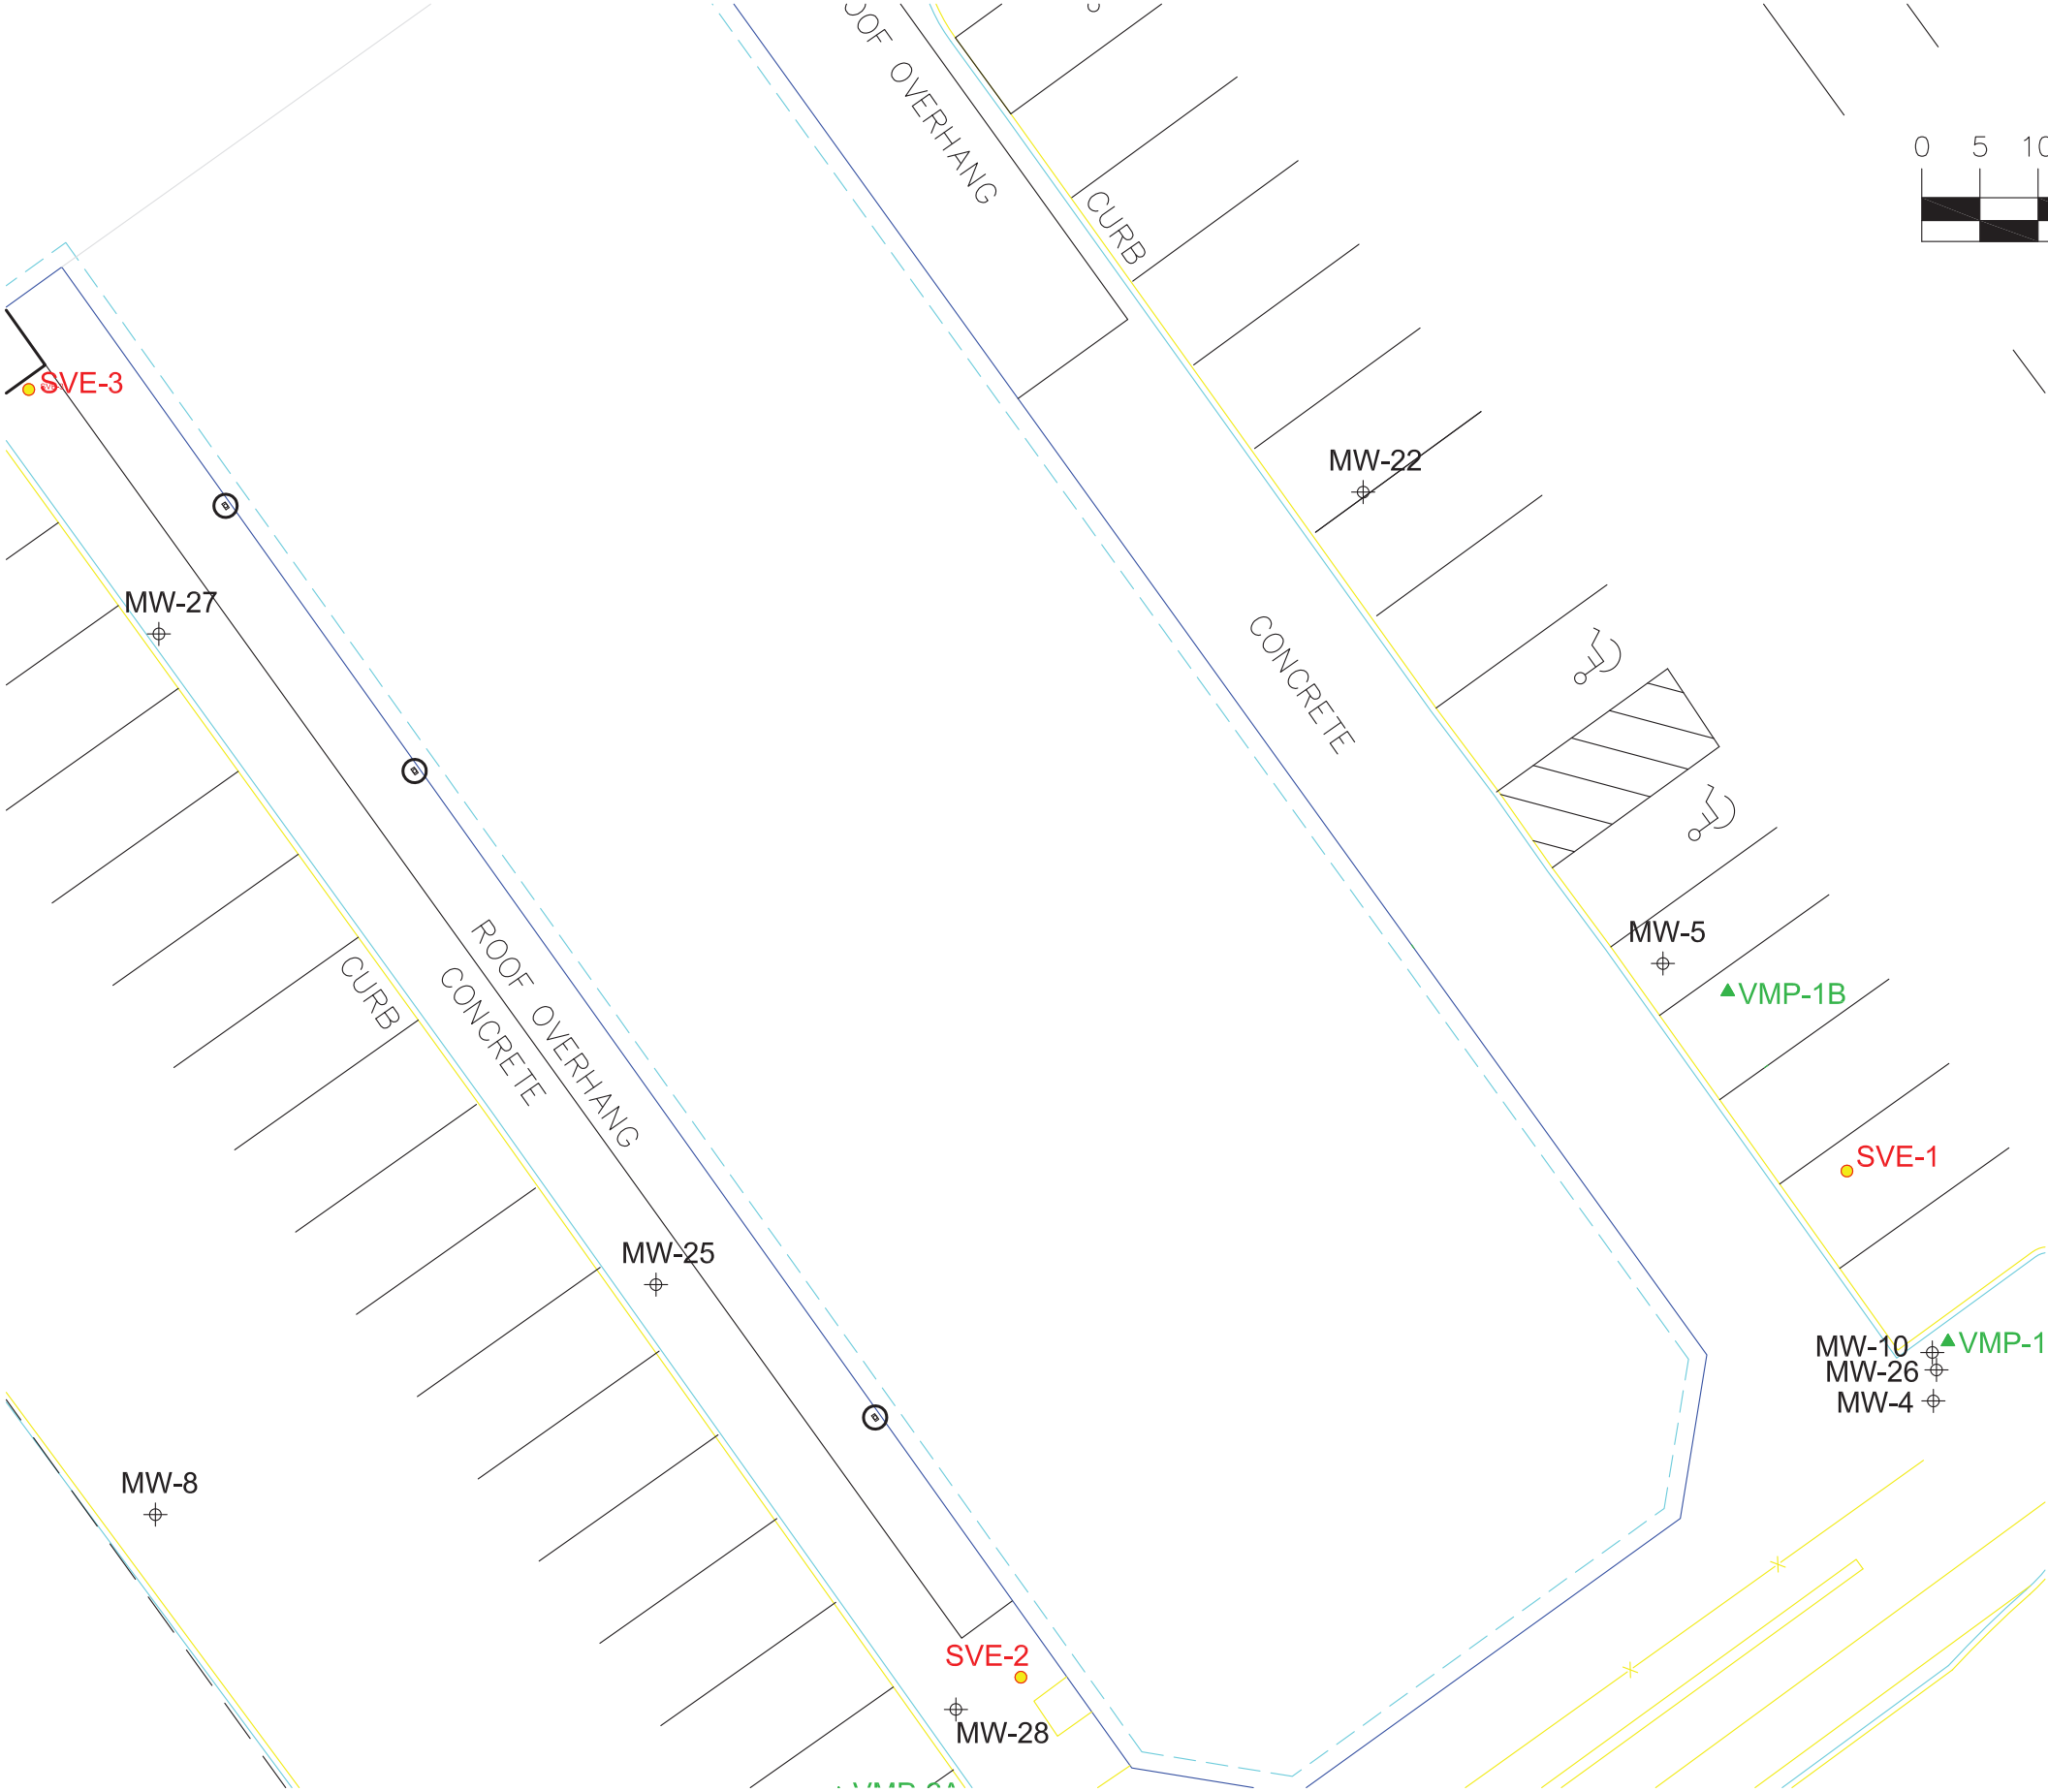 OOF OVERHANG
0 5 10
CURB
SVE-3
MW-22
MW-27
CONCRETE
ROOF OVERHANG
MW-5
CURB
CONCRETE
VMP-1B
SVE-1
MW-25
MW-10
VMP-1
MW-26
MW-4
MW-8
SVE-2
MW-28